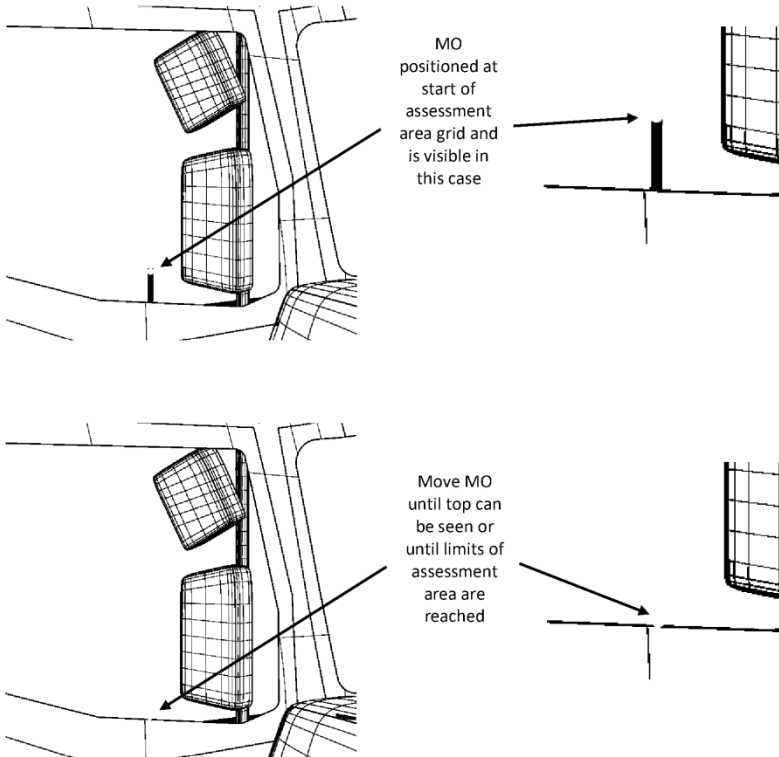 MO
positioned at
start of
assessment
area grid and
is visible in
this case
Move MO
until top can
be seen or
until limits of
assessment
area are
reached